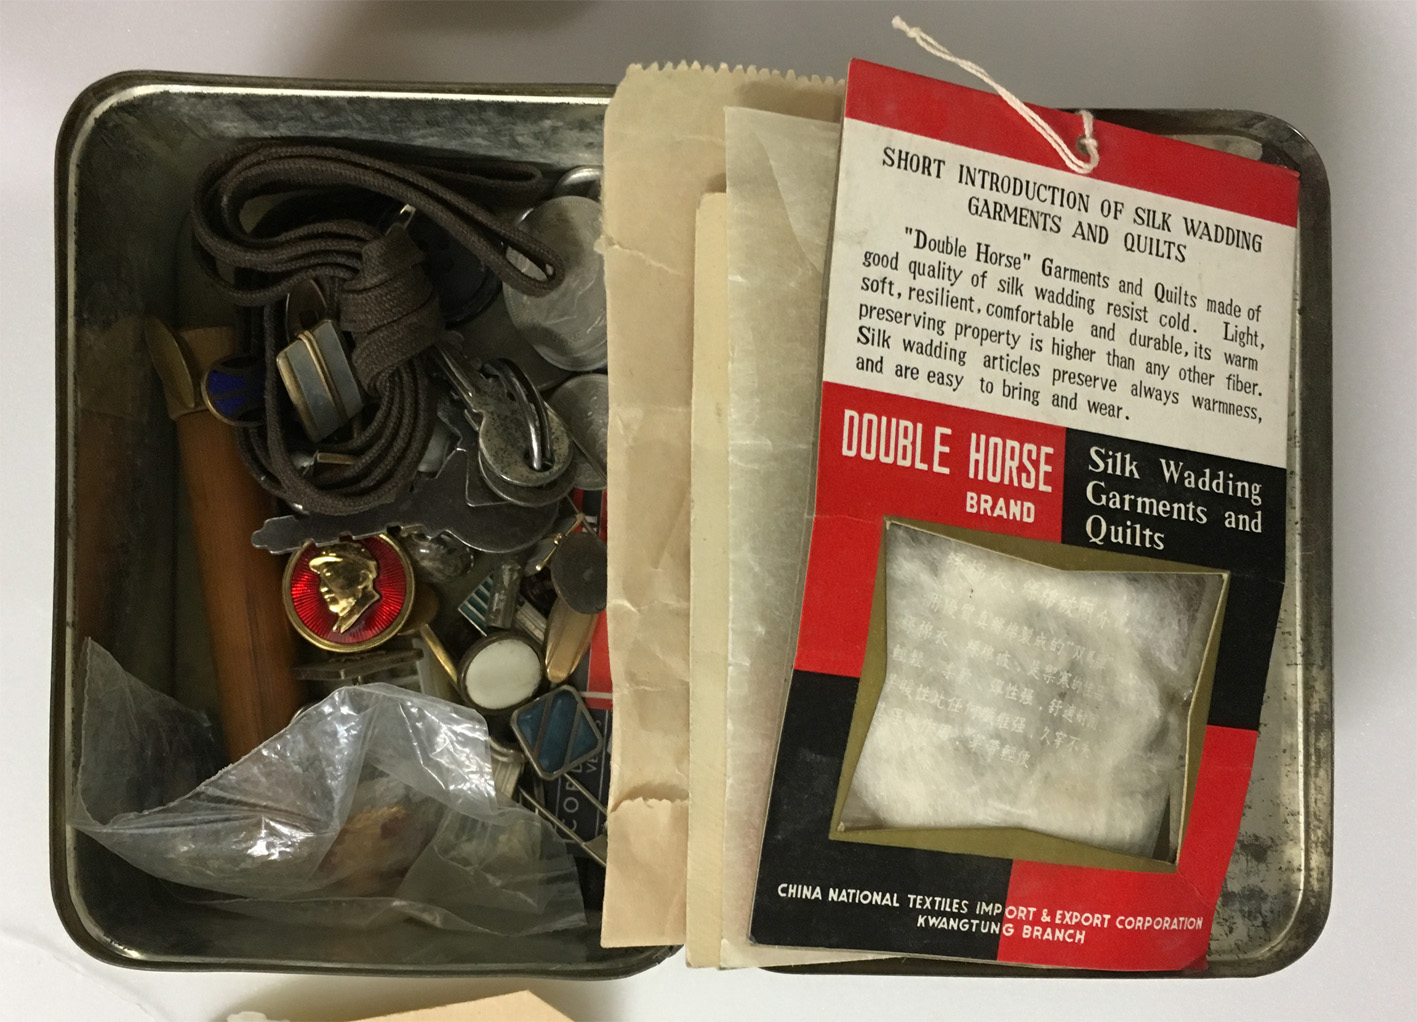 SHORT INTRODUCTION OF SILK WADDING
GARMENTS AND QUILTS
"Double Horse" Garments and Quilts made of
good quality of silk wadding resist cold. Light,
soft, resilient, comfortable and durable, its warm
preserving property is higher than any other fiber.
Silk wadding articles preserve always warmness,
and are easy to bring and wear.
DOUBLE HORSE
BRAND
Silk Wadding
Garments and
Quilts
CHINA NATIONAL TEXTILES IMPORT & EXPORT CORPORATION
KWANGTUNG BRANCH